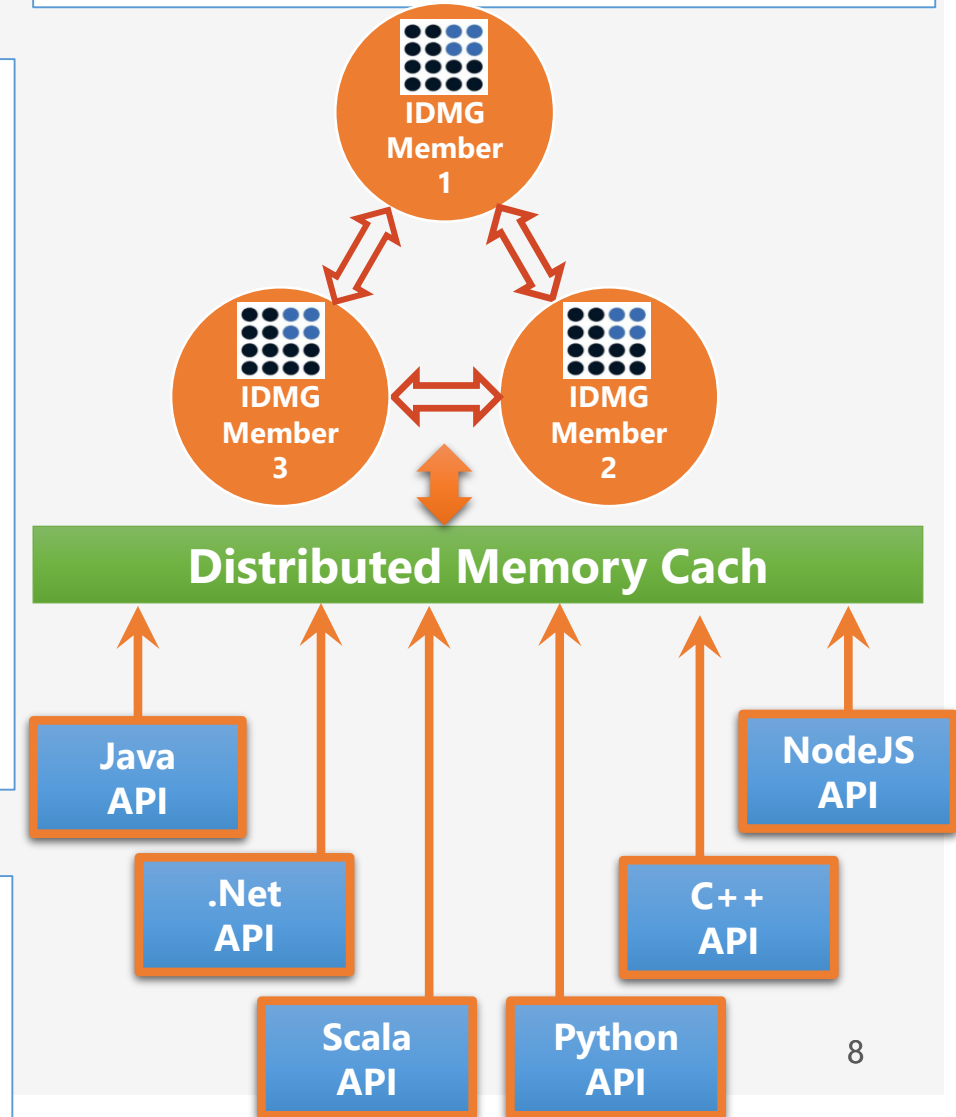 IDMG
Member
1
IDMG
Member
3
IDMG
Member
2
Distributed Memory Cach
Java
API
NodeJS
API
.Net
API
C++
API
Scala
API
Python
API
8